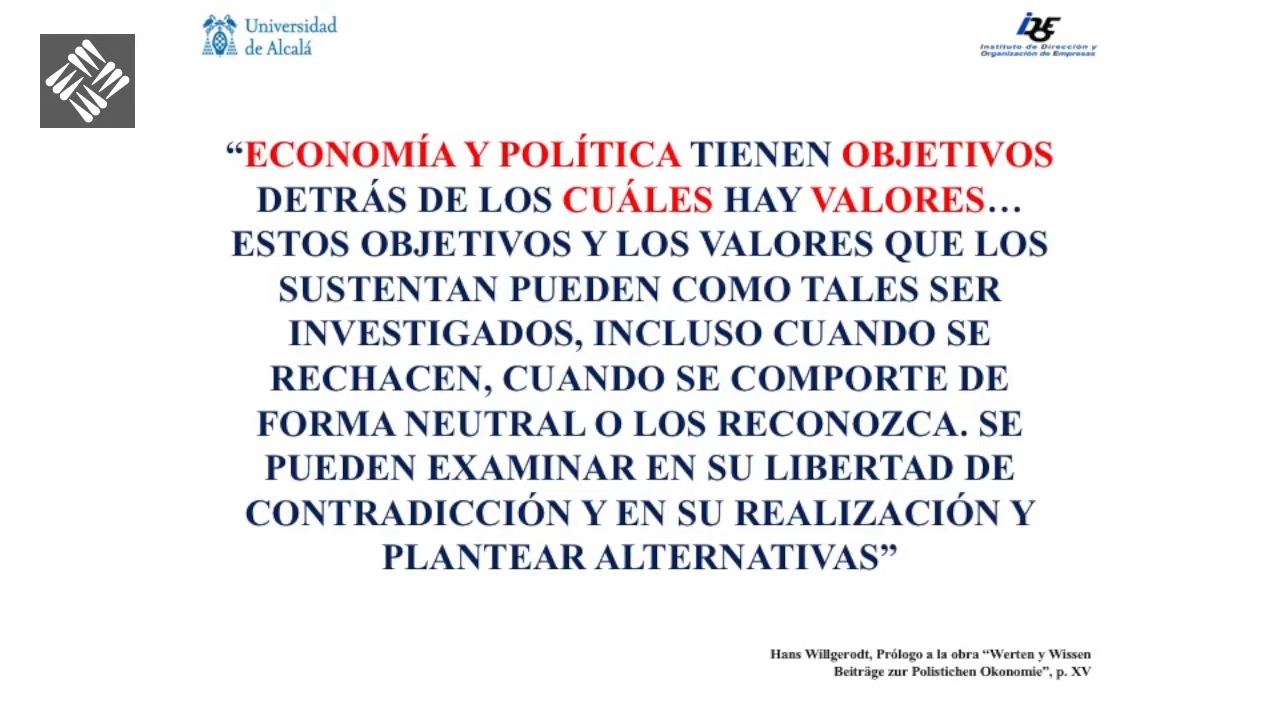 Universidad
de Alcalá
IDOE
Instituto de Dirección y
Organización de Empresas
“ECONOMÍA Y POLÍTICA TIENEN OBJETIVOS
DETRÁS DE LOS CUÁLES HAY VALORES…
ESTOS OBJETIVOS Y LOS VALORES QUE LOS
SUSTENTAN PUEDEN COMO TALES SER
INVESTIGADOS, INCLUSO CUANDO SE
RECHACEN, CUANDO SE COMPORTE DE
FORMA NEUTRAL O LOS RECONOZCA. SE
PUEDEN EXAMINAR EN SU LIBERTAD DE
CONTRADICCIÓN Y EN SU REALIZACIÓN Y
PLANTEAR ALTERNATIVAS”
Hans Willgerodt, Prólogo a la obra “Werten y Wissen
Beiträge zur Polistichen Okonomie”, p. XV